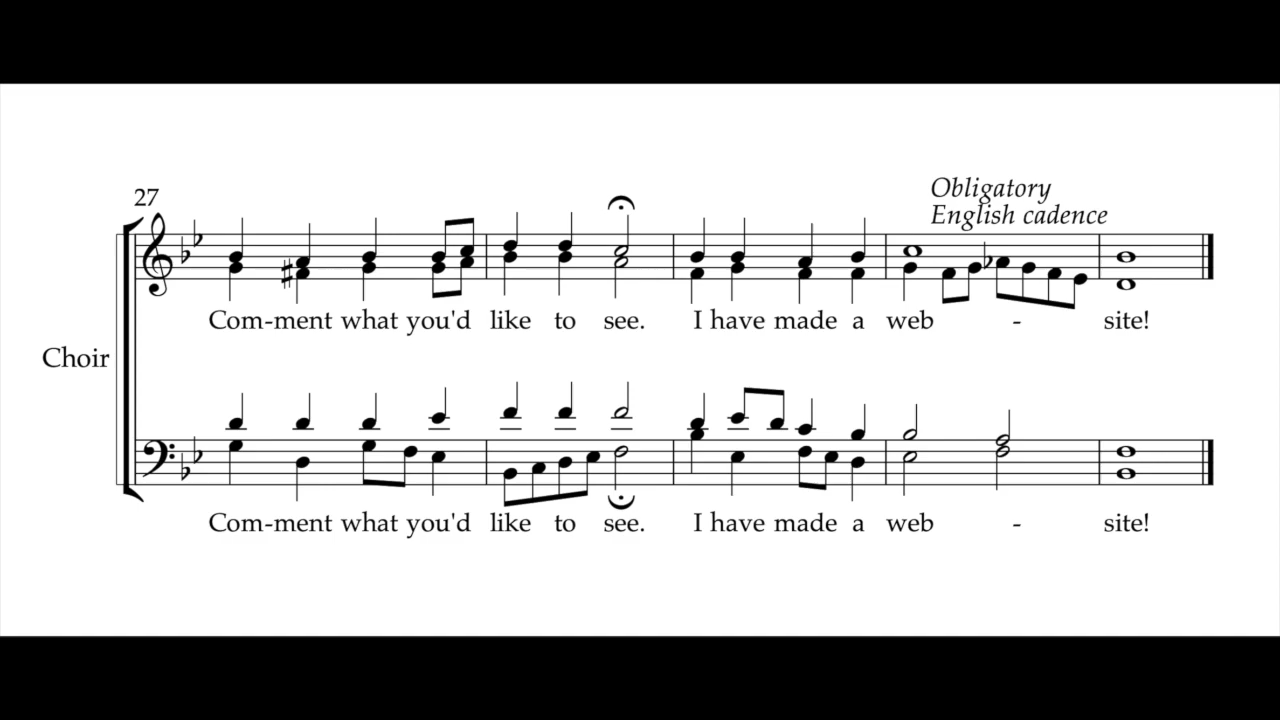 27
Obligatory
English cadence
Com-ment what you'd like to see. I have made a web - site!
Choir
Com-ment what you'd like to see. I have made a web - site!